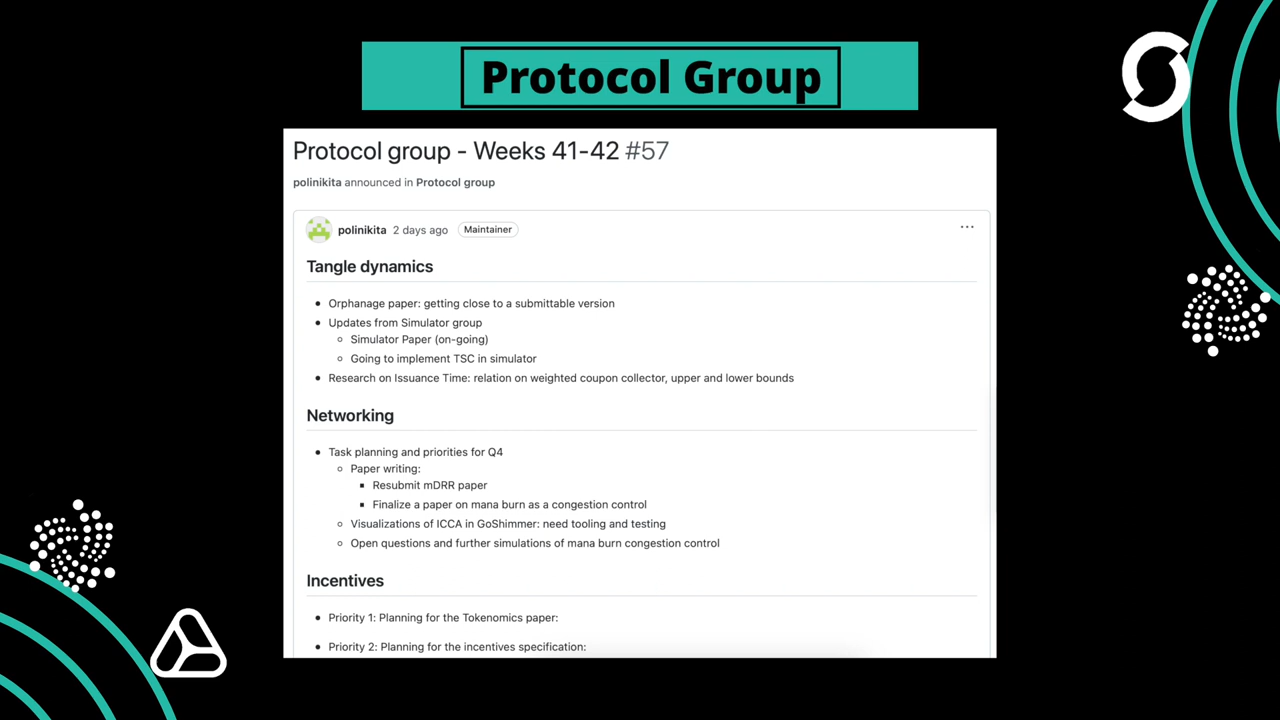 Protocol Group
Protocol group - Weeks 41-42 #57
polinikita announced in Protocol group
polinikita 2 days ago Maintainer
Tangle dynamics
Orphanage paper: getting close to a submittable version
Updates from Simulator group
Simulator Paper (on-going)
Going to implement TSC in simulator
Research on Issuance Time: relation on weighted coupon collector, upper and lower bounds
Networking
Task planning and priorities for Q4
Paper writing:
Resubmit mDRR paper
Finalize a paper on mana burn as a congestion control
Visualizations of ICCA in GoShimmer: need tooling and testing
Open questions and further simulations of mana burn congestion control
Incentives
Priority 1: Planning for the Tokenomics paper:
Priority 2: Planning for the incentives specification: